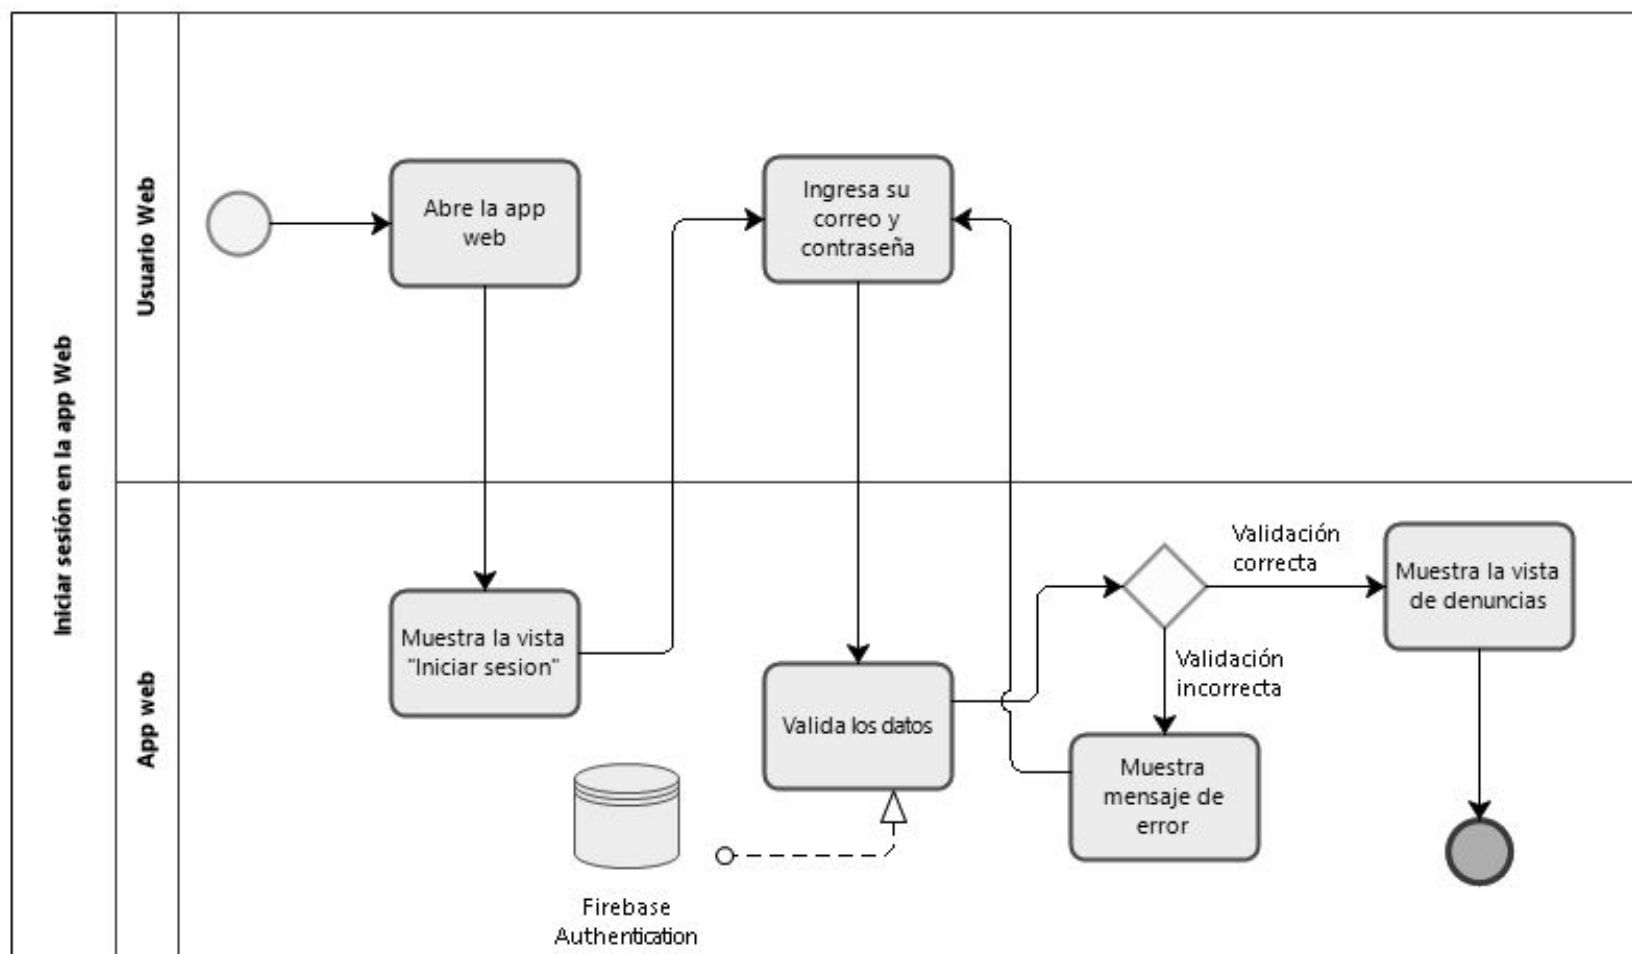 Iniciar sesión en la app Web
Usuario Web
Abre la app
web
Ingresa su
correo y
contraseña
App web
Muestra la vista
"Iniciar sesion"
Valida los datos
Firebase
Authentication
Validación
correcta
Validación
incorrecta
Muestra
mensaje de
error
Muestra la vista
de denuncias